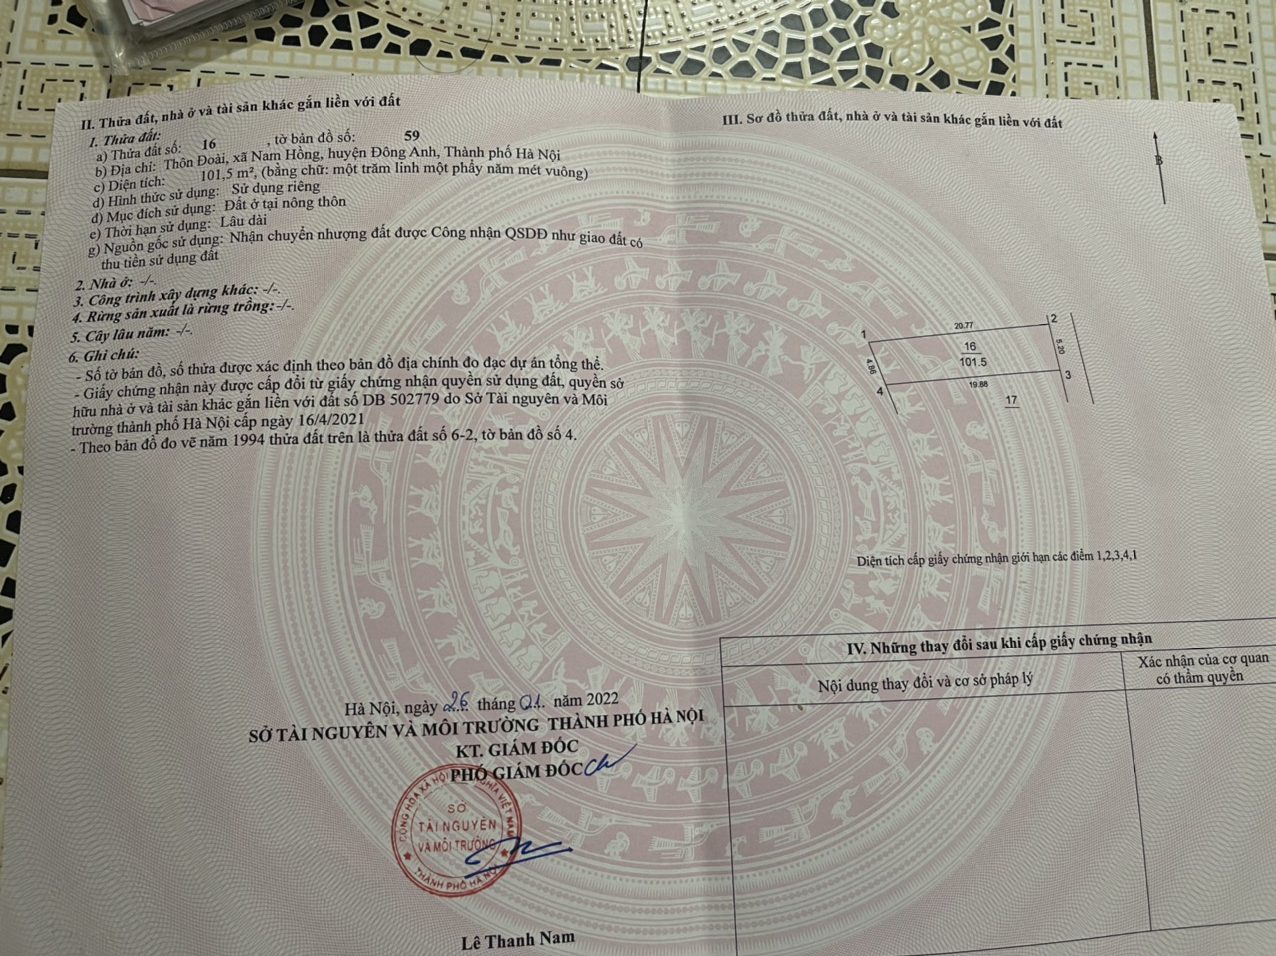 II. Thửa đất, nhà ở và tài sản khác gắn liền với đất
1. Thửa đất:
a) Thửa đất số: 16 , tờ bản đồ số: 59
b) Địa chỉ: Thôn Đoài, xã Nam Hồng, huyện Đông Anh, Thành phố Hà Nội
c) Diện tích: 101,5 m², (bằng chữ: một trăm linh một phẩy năm mét vuông)
d) Hình thức sử dụng: Sử dụng riêng
đ) Mục đích sử dụng: Đất ở tại nông thôn
e) Thời hạn sử dụng: Lâu dài
g) Nguồn gốc sử dụng: Nhận chuyển nhượng đất được Công nhận QSDĐ như giao đất có
thu tiền sử dụng đất
2. Nhà ở: -/-.
3. Công trình xây dựng khác: -/-.
4. Rừng sản xuất là rừng trồng: -/-.
5. Cây lâu năm: -/-.
6. Ghi chú:
- Số tờ bản đồ, số thửa được xác định theo bản đồ địa chính đo đạc dự án tổng thể.
- Giấy chứng nhận này được cấp đổi từ giấy chứng nhận quyền sử dụng đất, quyền sở
hữu nhà ở và tài sản khác gắn liền với đất số DB 502779 do Sở Tài nguyên và Môi
trường thành phố Hà Nội cấp ngày 16/4/2021
- Theo bản đồ đo vẽ năm 1994 thửa đất trên là thửa đất số 6-2, tờ bản đồ số 4.
Hà Nội, ngày 26 tháng 01. năm 2022
SỞ TÀI NGUYÊN VÀ MÔI TRƯỜNG THÀNH PHỐ HÀ NỘI
KT. GIÁM ĐỐC
PHÓ GIÁM ĐỐC
CỘNG HÒA XÃ HỘI CHỦ NGHĨA VIỆT NAM
SỞ
TÀI NGUYÊN
VÀ MÔI TRƯỜNG
THÀNH PHỐ HÀ NỘI
Lê Thanh Nam
III. Sơ đồ thửa đất, nhà ở và tài sản khác gắn liền với đất
B
1
20.77
2
4.86
16
101.5
5.20
4
19.88
3
17
Diện tích cấp giấy chứng nhận giới hạn các điểm 1,2,3,4,1
IV. Những thay đổi sau khi cấp giấy chứng nhận
Nội dung thay đổi và cơ sở pháp lý
Xác nhận của cơ quan
có thẩm quyền